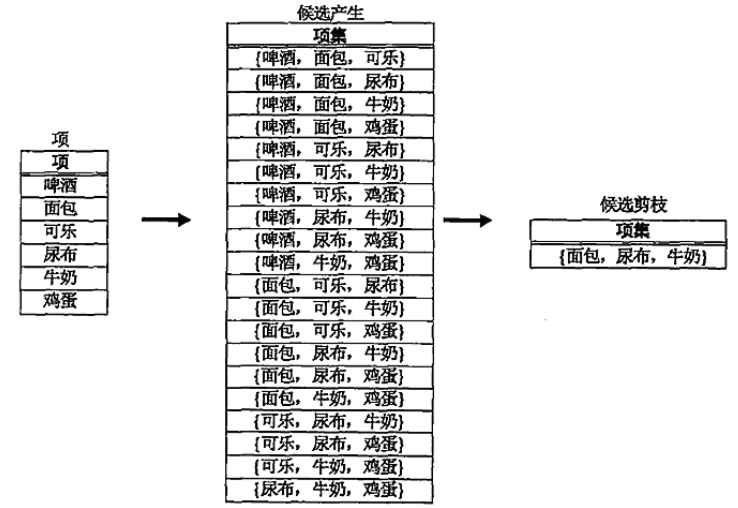 项
项
啤酒
面包
可乐
尿布
牛奶
鸡蛋
候选产生
项集
{啤酒，面包，可乐}
{啤酒，面包，尿布}
{啤酒，面包，牛奶}
{啤酒，面包，鸡蛋}
{啤酒，可乐，尿布}
{啤酒，可乐，牛奶}
{啤酒，可乐，鸡蛋}
{啤酒，尿布，牛奶}
{啤酒，尿布，鸡蛋}
{啤酒，牛奶，鸡蛋}
{面包，可乐，尿布}
{面包，可乐，牛奶}
{面包，可乐，鸡蛋}
{面包，尿布，牛奶}
{面包，尿布，鸡蛋}
{面包，牛奶，鸡蛋}
{可乐，尿布，牛奶}
{可乐，尿布，鸡蛋}
{可乐，牛奶，鸡蛋}
{尿布，牛奶，鸡蛋}
候选剪枝
项集
{面包，尿布，牛奶}